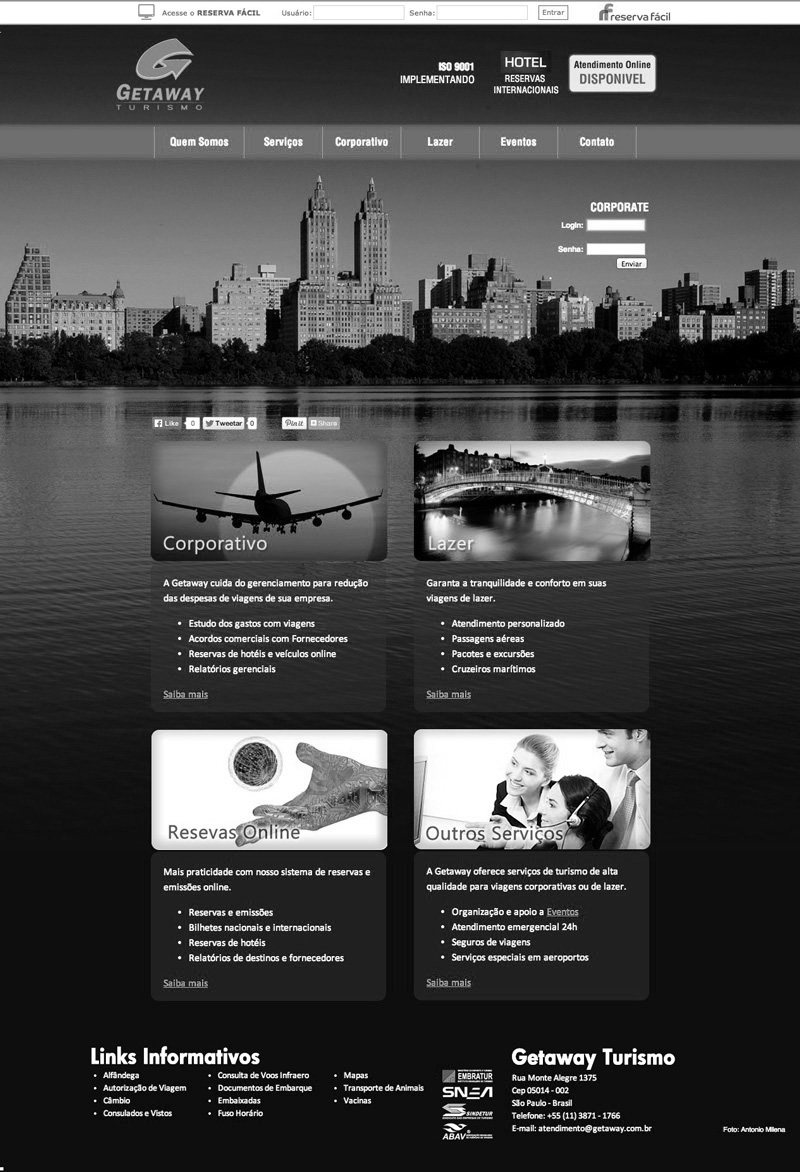 Acesse o RESERVA FÁCIL Usuário: Senha: Entrar reserva fácil
GETAWAY
TURISMO
ISO 9001
IMPLEMENTANDO
HOTEL
RESERVAS
INTERNACIONAIS
Atendimento Online
DISPONIVEL
Quem Somos Serviços Corporativo Lazer Eventos Contato
CORPORATE
Login:
Senha:
Enviar
Like 0 Tweetar 0 Pin it Share
Corporativo
A Getaway cuida do gerenciamento para redução
das despesas de viagens de sua empresa.
• Estudo dos gastos com viagens
• Acordos comerciais com Fornecedores
• Reservas de hotéis e veículos online
• Relatórios gerenciais
Saiba mais
Lazer
Garanta a tranquilidade e conforto em suas
viagens de lazer.
• Atendimento personalizado
• Passagens aéreas
• Pacotes e excursões
• Cruzeiros marítimos
Saiba mais
Resevas Online
Mais praticidade com nosso sistema de reservas e
emissões online.
• Reservas e emissões
• Bilhetes nacionais e internacionais
• Reservas de hotéis
• Relatórios de destinos e fornecedores
Saiba mais
Outros Serviços
A Getaway oferece serviços de turismo de alta
qualidade para viagens corporativas ou de lazer.
• Organização e apoio a Eventos
• Atendimento emergencial 24h
• Seguros de viagens
• Serviços especiais em aeroportos
Saiba mais
Links Informativos
• Alfândega
• Autorização de Viagem
• Câmbio
• Consulados e Vistos
• Consulta de Voos Infraero
• Documentos de Embarque
• Embaixadas
• Fuso Horário
• Mapas
• Transporte de Animais
• Vacinas
EMBRATUR
SNEA
SINDETUR
ABAV
Getaway Turismo
Rua Monte Alegre 1375
Cep 05014 - 002
São Paulo - Brasil
Telefone: +55 (11) 3871 - 1766
E-mail: atendimento@getaway.com.br
Foto: Antonio Milena